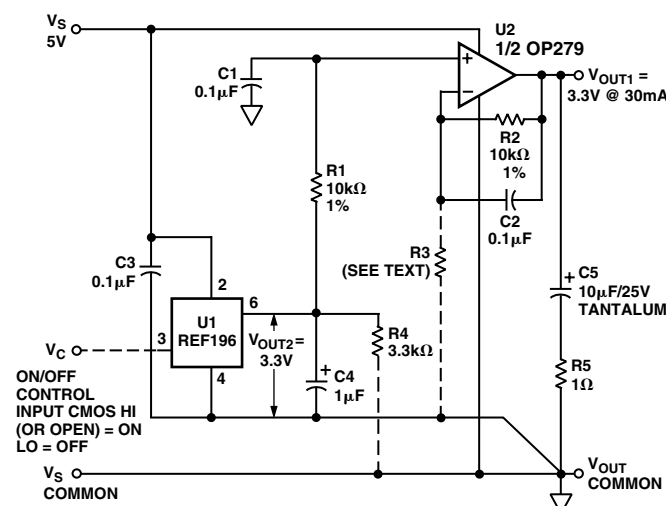 VS
5V
U2
1/2 OP279
C1
0.1μF
+
−
VOUT1 =
3.3V @ 30mA
R2
10kΩ
1%
R1
10kΩ
1%
C2
0.1μF
C3
0.1μF
R3
(SEE TEXT)
C5
10μF/25V
TANTALUM
+
2
6
U1
REF196
3
4
VOUT2 =
3.3V
R4
3.3kΩ
+
C4
1μF
R5
1Ω
VC
ON/OFF
CONTROL
INPUT CMOS HI
(OR OPEN) = ON
LO = OFF
VS
COMMON
VOUT
COMMON